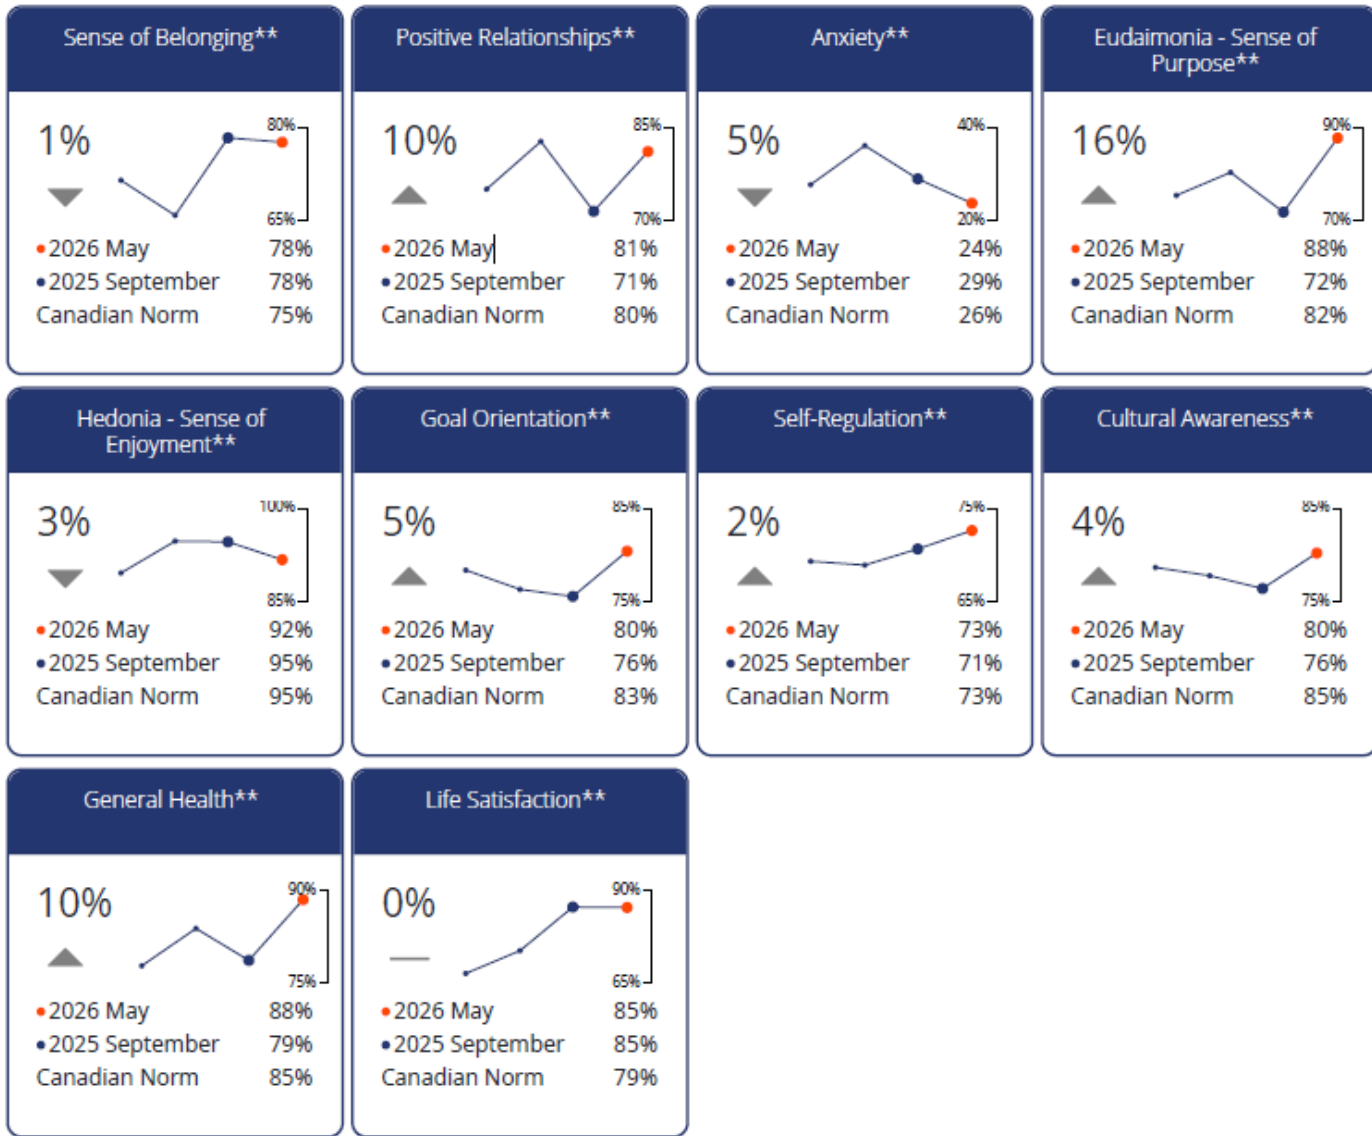 Sense of Belonging**
1%
80%
65%
2026 May 78%
2025 September 78%
Canadian Norm 75%
Positive Relationships**
10%
85%
70%
2026 May 81%
2025 September 71%
Canadian Norm 80%
Anxiety**
5%
40%
20%
2026 May 24%
2025 September 29%
Canadian Norm 26%
Eudaimonia - Sense of
Purpose**
16%
90%
70%
2026 May 88%
2025 September 72%
Canadian Norm 82%
Hedonia - Sense of
Enjoyment**
3%
100%
85%
2026 May 92%
2025 September 95%
Canadian Norm 95%
Goal Orientation**
5%
85%
75%
2026 May 80%
2025 September 76%
Canadian Norm 83%
Self-Regulation**
2%
75%
65%
2026 May 73%
2025 September 71%
Canadian Norm 73%
Cultural Awareness**
4%
85%
75%
2026 May 80%
2025 September 76%
Canadian Norm 85%
General Health**
10%
90%
75%
2026 May 88%
2025 September 79%
Canadian Norm 85%
Life Satisfaction**
0%
90%
65%
2026 May 85%
2025 September 85%
Canadian Norm 79%